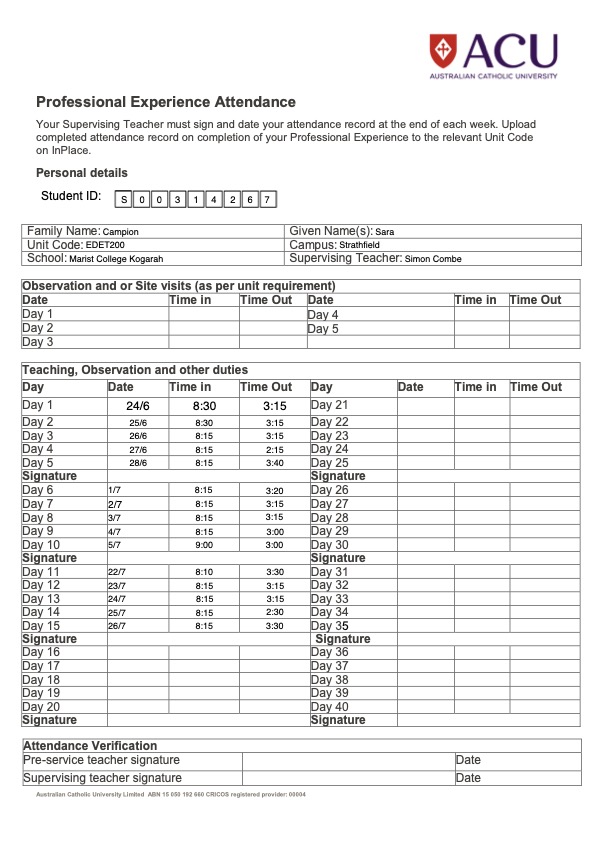 ACU
AUSTRALIAN CATHOLIC UNIVERSITY
Professional Experience Attendance
Your Supervising Teacher must sign and date your attendance record at the end of each week. Upload
completed attendance record on completion of your Professional Experience to the relevant Unit Code
on InPlace.
Personal details
Student ID: S 0 0 3 1 4 2 6 7
Family Name: Campion Given Name(s): Sara
Unit Code: EDET200 Campus: Strathfield
School: Marist College Kogarah Supervising Teacher: Simon Combe
Observation and or Site visits (as per unit requirement)
Date Time in Time Out Date Time in Time Out
Day 1 Day 4
Day 2 Day 5
Day 3
Teaching, Observation and other duties
Day Date Time in Time Out Day Date Time in Time Out
Day 1 24/6 8:30 3:15 Day 21
Day 2 25/6 8:30 3:15 Day 22
Day 3 26/6 8:15 3:15 Day 23
Day 4 27/6 8:15 2:15 Day 24
Day 5 28/6 8:15 3:40 Day 25
Signature Signature
Day 6 1/7 8:15 3:20 Day 26
Day 7 2/7 8:15 3:15 Day 27
Day 8 3/7 8:15 3:15 Day 28
Day 9 4/7 8:15 3:00 Day 29
Day 10 5/7 9:00 3:00 Day 30
Signature Signature
Day 11 22/7 8:10 3:30 Day 31
Day 12 23/7 8:15 3:15 Day 32
Day 13 24/7 8:15 3:15 Day 33
Day 14 25/7 8:15 2:30 Day 34
Day 15 26/7 8:15 3:30 Day 35
Signature Signature
Day 16 Day 36
Day 17 Day 37
Day 18 Day 38
Day 19 Day 39
Day 20 Day 40
Signature Signature
Attendance Verification
Pre-service teacher signature Date
Supervising teacher signature Date
Australian Catholic University Limited ABN 15 050 192 660 CRICOS registered provider: 00004